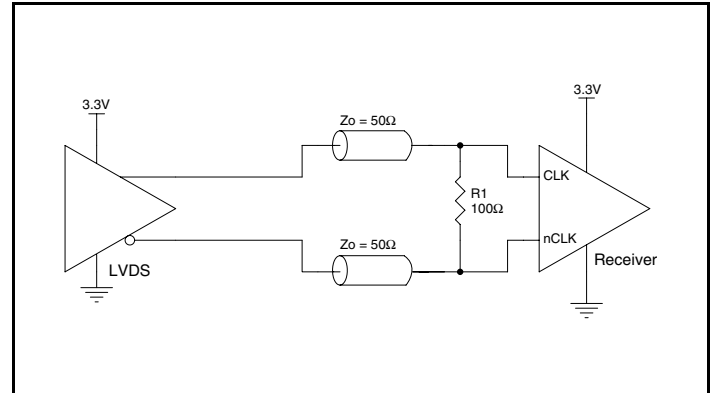 3.3V
3.3V
Zo = 50Ω
CLK
R1
100Ω
Zo = 50Ω
nCLK
LVDS
Receiver